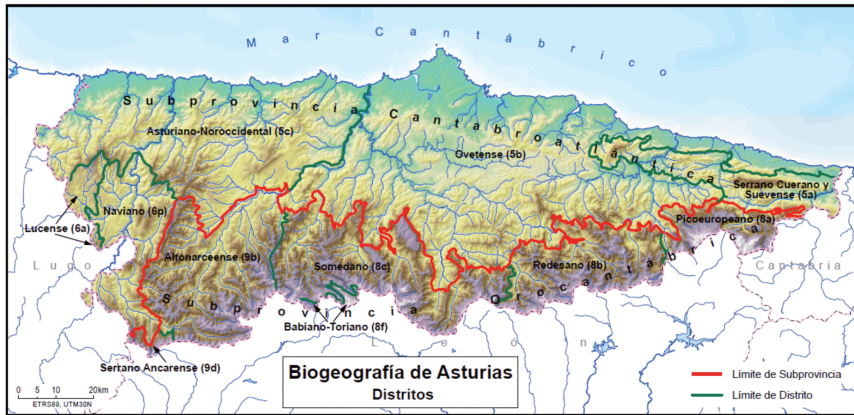 Mar Cantábrico
Subprovincia Cantabroatlántica
Asturiano-Noroccidental (5c)
Ovetense (5b)
Serrano Cuerano y
Suevense (5a)
Naviano (6p)
Picoeuropeano (8a)
Lucense (6a)
Altonarceense (9b)
Somedano (8c)
Redesano (8b)
Lugo
Cantabria
Subprovincia Orocantábrica
Babiano-Toriano (8f)
León
Serrano Ancarense (9d)
Biogeografía de Asturias
Distritos
Límite de Subprovincia
Límite de Distrito
0 5 10 20km
ETRS89, UTM30N